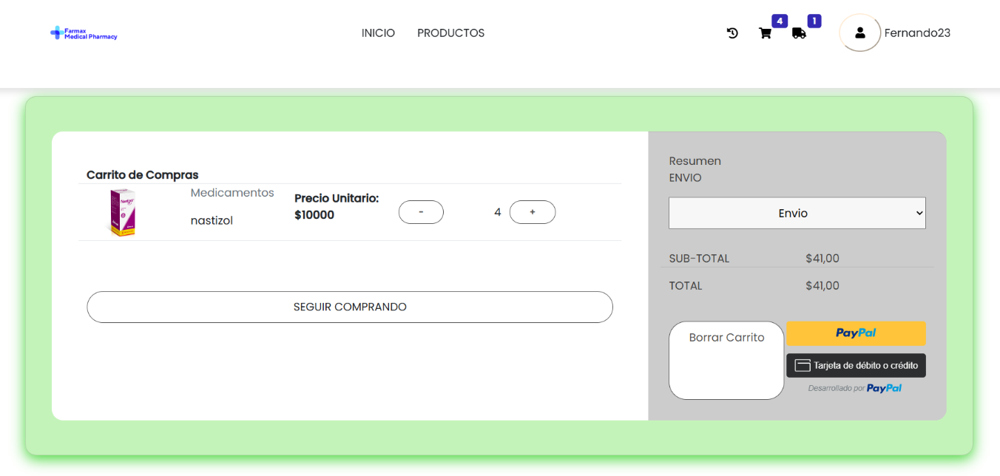 Farmax
Medical Pharmacy
INICIO
PRODUCTOS
4
1
Fernando23
Carrito de Compras
Medicamentos
nastizol
Precio Unitario:
$10000
-
4
+
SEGUIR COMPRANDO
Resumen
ENVIO
Envio
SUB-TOTAL $41,00
TOTAL $41,00
Borrar Carrito
PayPal
Tarjeta de débito o crédito
Desarrollado por PayPal